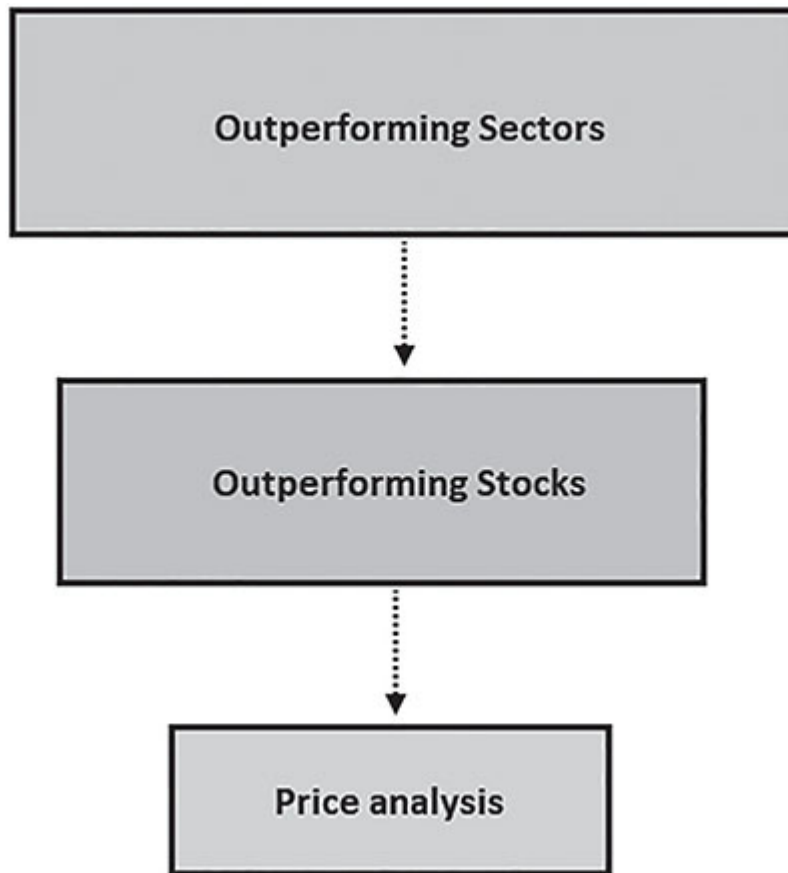 Outperforming Sectors
Outperforming Stocks
Price analysis